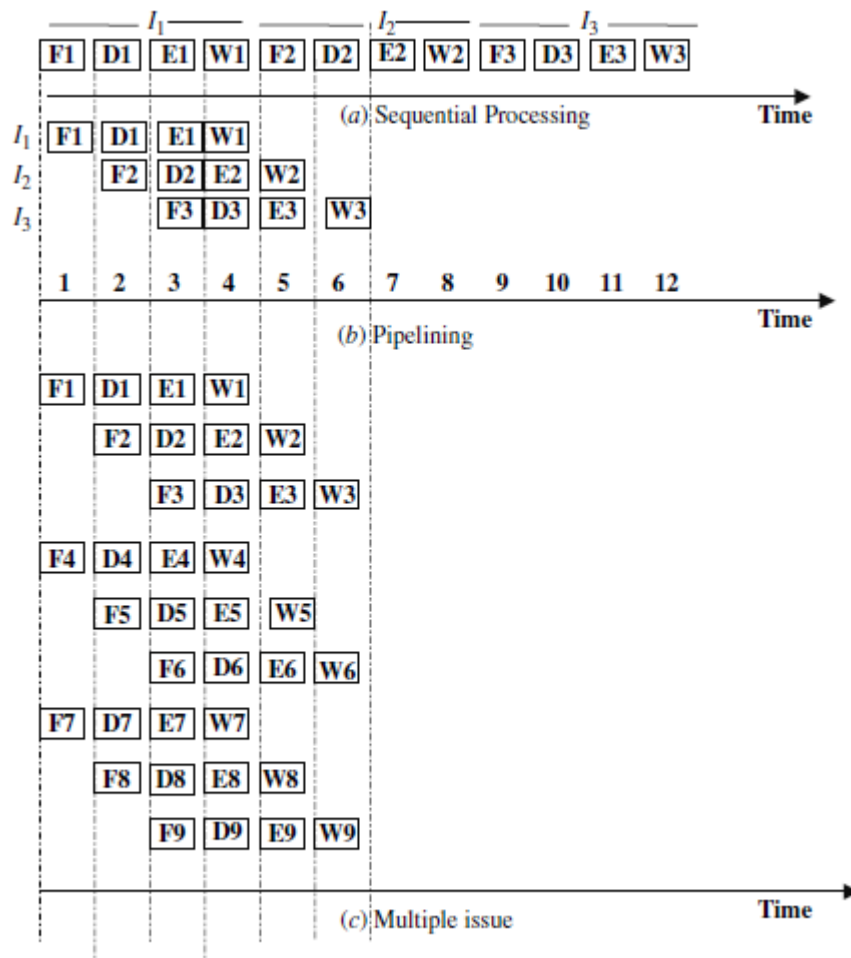 I1 I2 I3
F1 D1 E1 W1 F2 D2 E2 W2 F3 D3 E3 W3
(a) Sequential Processing Time
I1 F1 D1 E1 W1
I2 F2 D2 E2 W2
I3 F3 D3 E3 W3
1 2 3 4 5 6 7 8 9 10 11 12
(b) Pipelining Time
F1 D1 E1 W1
F2 D2 E2 W2
F3 D3 E3 W3
F4 D4 E4 W4
F5 D5 E5 W5
F6 D6 E6 W6
F7 D7 E7 W7
F8 D8 E8 W8
F9 D9 E9 W9
(c) Multiple issue Time